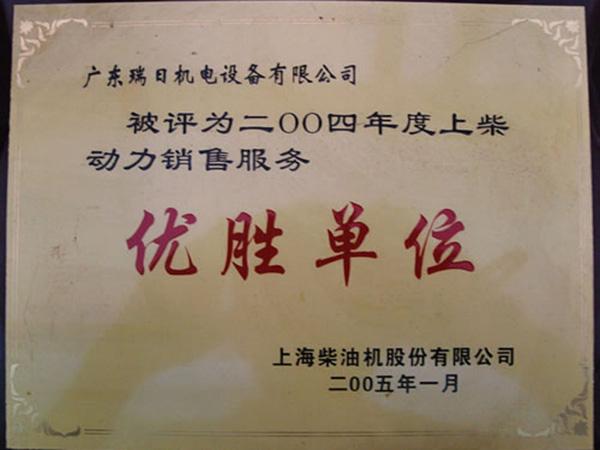 广东瑞日机电设备有限公司
被评为二OO四年度上柴
动力销售服务
优胜单位
上海柴油机股份有限公司
二00五年一月